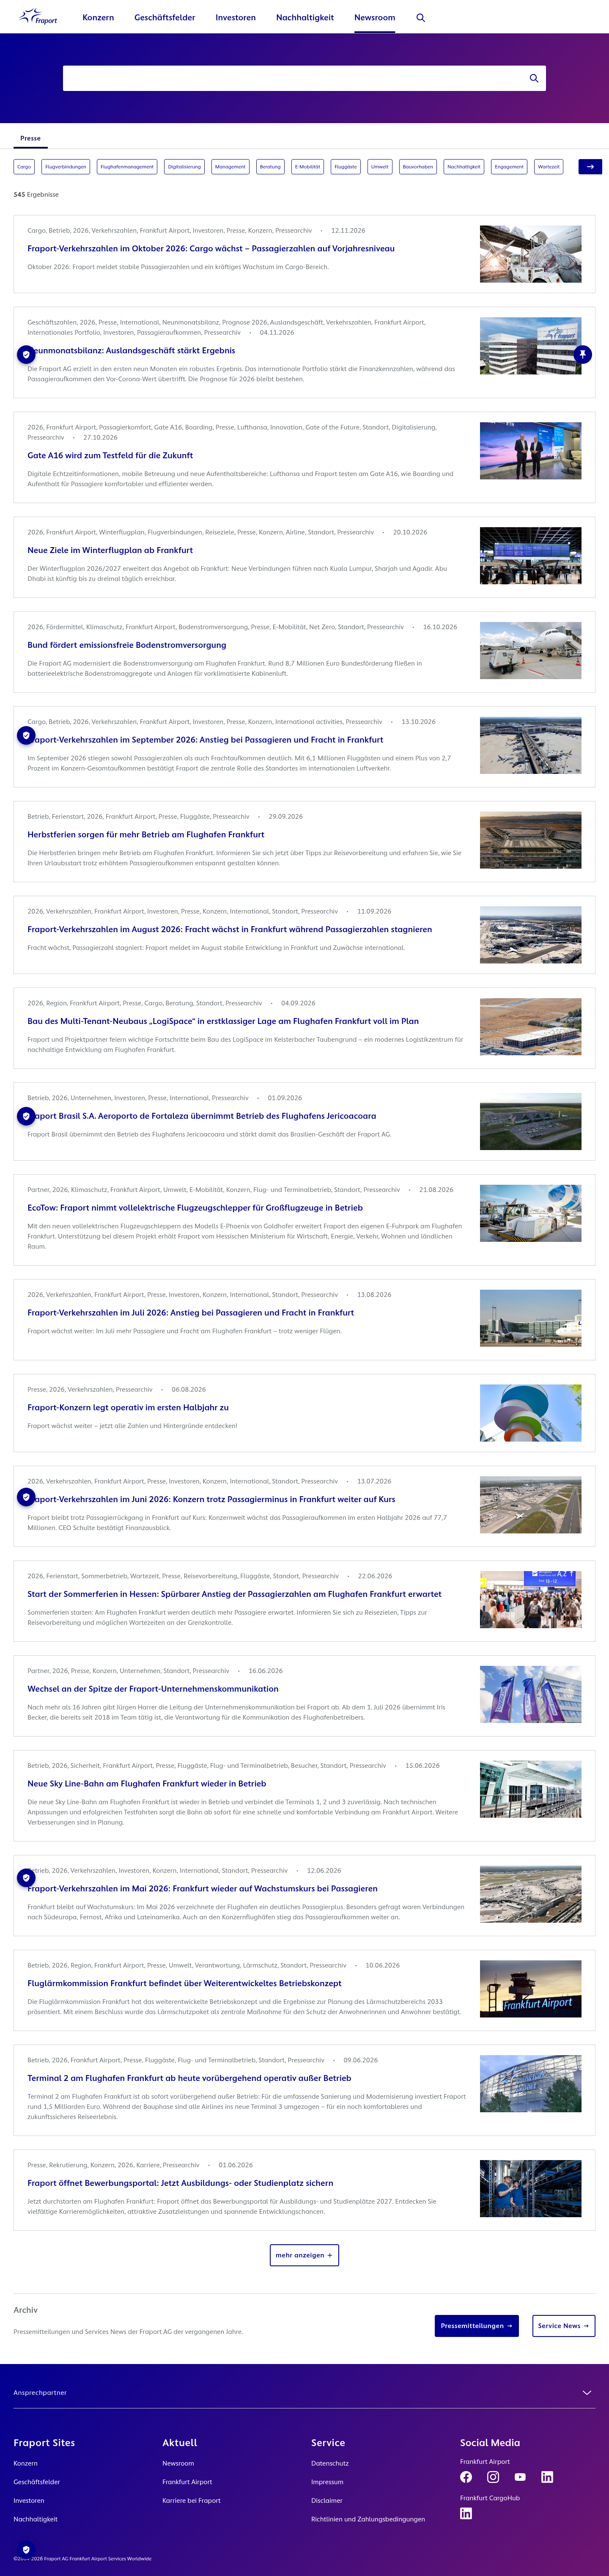 Fraport
Konzern
Geschäftsfelder
Investoren
Nachhaltigkeit
Newsroom
Presse
Cargo
Flugverbindungen
Flughafenmanagement
Digitalisierung
Management
Beratung
E-Mobilität
Fluggäste
Umwelt
Bauvorhaben
Nachhaltigkeit
Engagement
Wartezeit
545 Ergebnisse
Cargo, Betrieb, 2026, Verkehrszahlen, Frankfurt Airport, Investoren, Presse, Konzern, Pressearchiv • 12.11.2026
Fraport-Verkehrszahlen im Oktober 2026: Cargo wächst – Passagierzahlen auf Vorjahresniveau
Oktober 2026: Fraport meldet stabile Passagierzahlen und ein kräftiges Wachstum im Cargo-Bereich.
Geschäftszahlen, 2026, Presse, International, Neunmonatsbilanz, Prognose 2026, Auslandsgeschäft, Verkehrszahlen, Frankfurt Airport,
Internationales Portfolio, Investoren, Passagieraufkommen, Pressearchiv • 04.11.2026
Neunmonatsbilanz: Auslandsgeschäft stärkt Ergebnis
Die Fraport AG erzielt in den ersten neun Monaten ein robustes Ergebnis. Das internationale Portfolio stärkt die Finanzkennzahlen, während das
Passagieraufkommen den Vor-Corona-Wert übertrifft. Die Prognose für 2026 bleibt bestehen.
2026, Frankfurt Airport, Passagierkomfort, Gate A16, Boarding, Presse, Lufthansa, Innovation, Gate of the Future, Standort, Digitalisierung,
Pressearchiv • 27.10.2026
Gate A16 wird zum Testfeld für die Zukunft
Digitale Echtzeitinformationen, mobile Betreuung und neue Aufenthaltsbereiche: Lufthansa und Fraport testen am Gate A16, wie Boarding und
Aufenthalt für Passagiere komfortabler und effizienter werden.
2026, Frankfurt Airport, Winterflugplan, Flugverbindungen, Reiseziele, Presse, Konzern, Airline, Standort, Pressearchiv • 20.10.2026
Neue Ziele im Winterflugplan ab Frankfurt
Der Winterflugplan 2026/2027 erweitert das Angebot ab Frankfurt: Neue Verbindungen führen nach Kuala Lumpur, Sharjah und Agadir. Abu
Dhabi ist künftig bis zu dreimal täglich erreichbar.
2026, Fördermittel, Klimaschutz, Frankfurt Airport, Bodenstromversorgung, Presse, E-Mobilität, Net Zero, Standort, Pressearchiv • 16.10.2026
Bund fördert emissionsfreie Bodenstromversorgung
Die Fraport AG modernisiert die Bodenstromversorgung am Flughafen Frankfurt. Rund 8,7 Millionen Euro Bundesförderung fließen in
batterieelektrische Bodenstromaggregate und Anlagen für vorklimatisierte Kabinenluft.
Cargo, Betrieb, 2026, Verkehrszahlen, Frankfurt Airport, Investoren, Presse, Konzern, International activities, Pressearchiv • 13.10.2026
Fraport-Verkehrszahlen im September 2026: Anstieg bei Passagieren und Fracht in Frankfurt
Im September 2026 stiegen sowohl Passagierzahlen als auch Frachtaufkommen deutlich. Mit 6,1 Millionen Fluggästen und einem Plus von 2,7
Prozent im Konzern-Gesamtaufkommen bestätigt Fraport die zentrale Rolle des Standortes im internationalen Luftverkehr.
Betrieb, Ferienstart, 2026, Frankfurt Airport, Presse, Fluggäste, Pressearchiv • 29.09.2026
Herbstferien sorgen für mehr Betrieb am Flughafen Frankfurt
Die Herbstferien bringen mehr Betrieb am Flughafen Frankfurt. Informieren Sie sich jetzt über Tipps zur Reisevorbereitung und erfahren Sie, wie Sie
Ihren Urlaubsstart trotz erhöhtem Passagieraufkommen entspannt gestalten können.
2026, Verkehrszahlen, Frankfurt Airport, Investoren, Presse, Konzern, International, Standort, Pressearchiv • 11.09.2026
Fraport-Verkehrszahlen im August 2026: Fracht wächst in Frankfurt während Passagierzahlen stagnieren
Fracht wächst, Passagierzahl stagniert: Fraport meldet im August stabile Entwicklung in Frankfurt und Zuwächse international.
2026, Region, Frankfurt Airport, Presse, Cargo, Beratung, Standort, Pressearchiv • 04.09.2026
Bau des Multi-Tenant-Neubaus „LogiSpace“ in erstklassiger Lage am Flughafen Frankfurt voll im Plan
Fraport und Projektpartner feiern wichtige Fortschritte beim Bau des LogiSpace im Kelsterbacher Taubengrund – ein modernes Logistikzentrum für
nachhaltige Entwicklung am Flughafen Frankfurt.
Betrieb, 2026, Unternehmen, Investoren, Presse, International, Pressearchiv • 01.09.2026
Fraport Brasil S.A. Aeroporto de Fortaleza übernimmt Betrieb des Flughafens Jericoacoara
Fraport Brasil übernimmt den Betrieb des Flughafens Jericoacoara und stärkt damit das Brasilien-Geschäft der Fraport AG.
Partner, 2026, Klimaschutz, Frankfurt Airport, Umwelt, E-Mobilität, Konzern, Flug- und Terminalbetrieb, Standort, Pressearchiv • 21.08.2026
EcoTow: Fraport nimmt vollelektrische Flugzeugschlepper für Großflugzeuge in Betrieb
Mit den neuen vollelektrischen Flugzeugschleppern des Modells E-Phoenix von Goldhofer erweitert Fraport den eigenen E-Fuhrpark am Flughafen
Frankfurt. Unterstützung bei diesem Projekt erhält Fraport vom Hessischen Ministerium für Wirtschaft, Energie, Verkehr, Wohnen und ländlichen
Raum.
2026, Verkehrszahlen, Frankfurt Airport, Presse, Investoren, Konzern, International, Standort, Pressearchiv • 13.08.2026
Fraport-Verkehrszahlen im Juli 2026: Anstieg bei Passagieren und Fracht in Frankfurt
Fraport wächst weiter: Im Juli mehr Passagiere und Fracht am Flughafen Frankfurt – trotz weniger Flügen.
Presse, 2026, Verkehrszahlen, Pressearchiv • 06.08.2026
Fraport-Konzern legt operativ im ersten Halbjahr zu
Fraport wächst weiter – jetzt alle Zahlen und Hintergründe entdecken!
2026, Verkehrszahlen, Frankfurt Airport, Presse, Investoren, Konzern, International, Standort, Pressearchiv • 13.07.2026
Fraport-Verkehrszahlen im Juni 2026: Konzern trotz Passagierminus in Frankfurt weiter auf Kurs
Fraport bleibt trotz Passagierrückgang in Frankfurt auf Kurs: Konzernweit wächst das Passagieraufkommen im ersten Halbjahr 2026 auf 77,7
Millionen. CEO Schulte bestätigt Finanzausblick.
2026, Ferienstart, Sommerbetrieb, Wartezeit, Presse, Reisevorbereitung, Fluggäste, Standort, Pressearchiv • 22.06.2026
Start der Sommerferien in Hessen: Spürbarer Anstieg der Passagierzahlen am Flughafen Frankfurt erwartet
Sommerferien starten: Am Flughafen Frankfurt werden deutlich mehr Passagiere erwartet. Informieren Sie sich zu Reisezielen, Tipps zur
Reisevorbereitung und möglichen Wartezeiten an der Grenzkontrolle.
Partner, 2026, Presse, Konzern, Unternehmen, Standort, Pressearchiv • 16.06.2026
Wechsel an der Spitze der Fraport-Unternehmenskommunikation
Nach mehr als 16 Jahren gibt Jürgen Harrer die Leitung der Unternehmenskommunikation bei Fraport ab. Ab dem 1. Juli 2026 übernimmt Iris
Becker, die bereits seit 2018 im Team tätig ist, die Verantwortung für die Kommunikation des Flughafenbetreibers.
Betrieb, 2026, Sicherheit, Frankfurt Airport, Presse, Fluggäste, Flug- und Terminalbetrieb, Besucher, Standort, Pressearchiv • 15.06.2026
Neue Sky Line-Bahn am Flughafen Frankfurt wieder in Betrieb
Die neue Sky Line-Bahn am Flughafen Frankfurt ist wieder in Betrieb und verbindet die Terminals 1, 2 und 3 zuverlässig. Nach technischen
Anpassungen und erfolgreichen Testfahrten sorgt die Bahn ab sofort für eine schnelle und komfortable Verbindung am Frankfurt Airport. Weitere
Verbesserungen sind in Planung.
Betrieb, 2026, Verkehrszahlen, Investoren, Konzern, International, Standort, Pressearchiv • 12.06.2026
Fraport-Verkehrszahlen im Mai 2026: Frankfurt wieder auf Wachstumskurs bei Passagieren
Frankfurt bleibt auf Wachstumskurs: Im Mai 2026 verzeichnete der Flughafen ein deutliches Passagierplus. Besonders gefragt waren Verbindungen
nach Südeuropa, Fernost, Afrika und Lateinamerika. Auch an den Konzernflughäfen stieg das Passagieraufkommen weiter an.
Betrieb, 2026, Region, Frankfurt Airport, Presse, Umwelt, Verantwortung, Lärmschutz, Standort, Pressearchiv • 10.06.2026
Fluglärmkommission Frankfurt befindet über Weiterentwickeltes Betriebskonzept
Die Fluglärmkommission Frankfurt hat das weiterentwickelte Betriebskonzept und die Ergebnisse zur Planung des Lärmschutzbereichs 2033
präsentiert. Mit einem Beschluss wurde das Lärmschutzpaket als zentrale Maßnahme für den Schutz der Anwohnerinnen und Anwohner bestätigt.
Frankfurt Airport
Betrieb, 2026, Frankfurt Airport, Presse, Fluggäste, Flug- und Terminalbetrieb, Standort, Pressearchiv • 09.06.2026
Terminal 2 am Flughafen Frankfurt ab heute vorübergehend operativ außer Betrieb
Terminal 2 am Flughafen Frankfurt ist ab sofort vorübergehend außer Betrieb: Für die umfassende Sanierung und Modernisierung investiert Fraport
rund 1,5 Milliarden Euro. Während der Bauphase sind alle Airlines ins neue Terminal 3 umgezogen – für ein noch komfortableres und
zukunftssicheres Reiseerlebnis.
Presse, Rekrutierung, Konzern, 2026, Karriere, Pressearchiv • 01.06.2026
Fraport öffnet Bewerbungsportal: Jetzt Ausbildungs- oder Studienplatz sichern
Jetzt durchstarten am Flughafen Frankfurt: Fraport öffnet das Bewerbungsportal für Ausbildungs- und Studienplätze 2027. Entdecken Sie
vielfältige Karrieremöglichkeiten, attraktive Zusatzleistungen und spannende Entwicklungschancen.
mehr anzeigen +
Archiv
Pressemitteilungen und Services News der Fraport AG der vergangenen Jahre.
Pressemitteilungen →
Service News →
Ansprechpartner
Fraport Sites
Konzern
Geschäftsfelder
Investoren
Nachhaltigkeit
Aktuell
Newsroom
Frankfurt Airport
Karriere bei Fraport
Service
Datenschutz
Impressum
Disclaimer
Richtlinien und Zahlungsbedingungen
Social Media
Frankfurt Airport
Frankfurt CargoHub
2026 Fraport AG Frankfurt Airport Services Worldwide